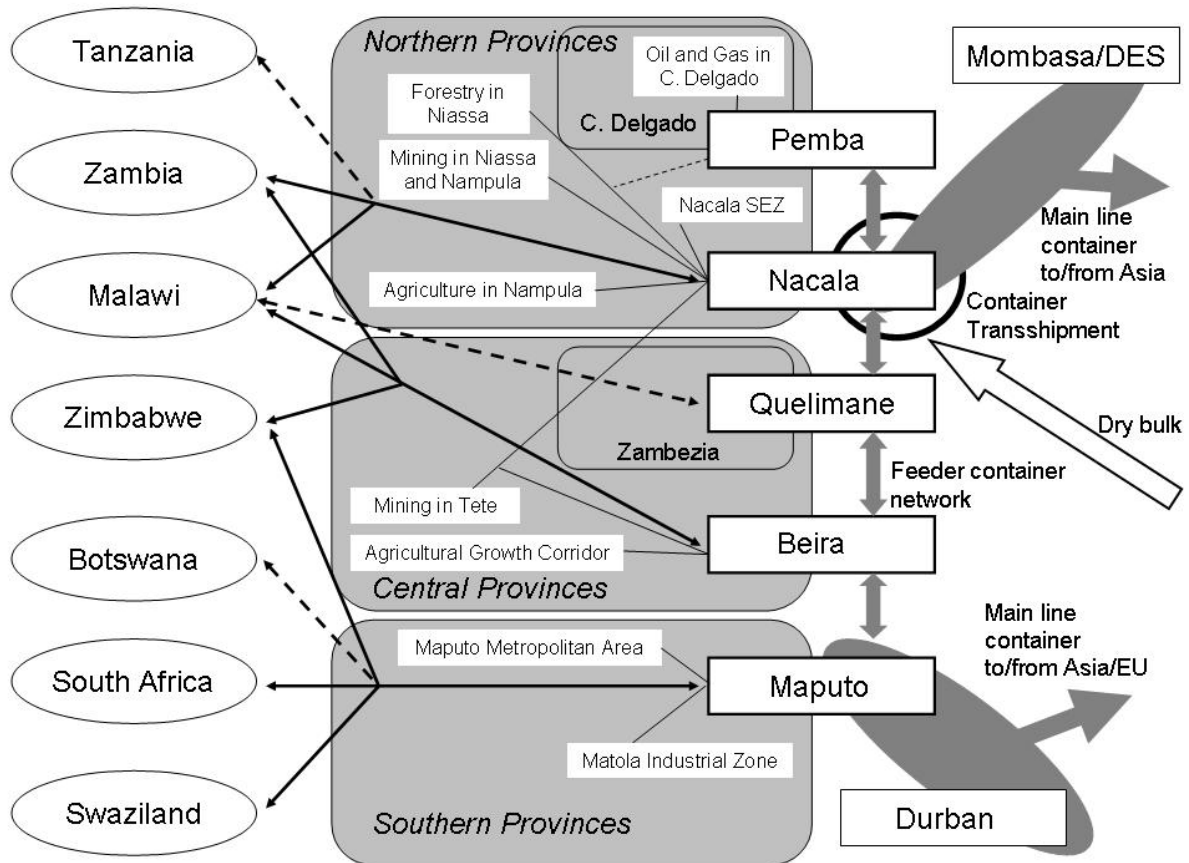 Tanzania
Zambia
Malawi
Zimbabwe
Botswana
South Africa
Swaziland
Northern Provinces
Oil and Gas in
C. Delgado
Forestry in
Niassa
C. Delgado
Mining in Niassa
and Nampula
Nacala SEZ
Agriculture in Nampula
Zambezia
Mining in Tete
Agricultural Growth Corridor
Central Provinces
Maputo Metropolitan Area
Matola Industrial Zone
Southern Provinces
Pemba
Nacala
Quelimane
Beira
Maputo
Mombasa/DES
Main line
container
to/from Asia
Container
Transshipment
Dry bulk
Feeder container
network
Main line
container
to/from Asia/EU
Durban